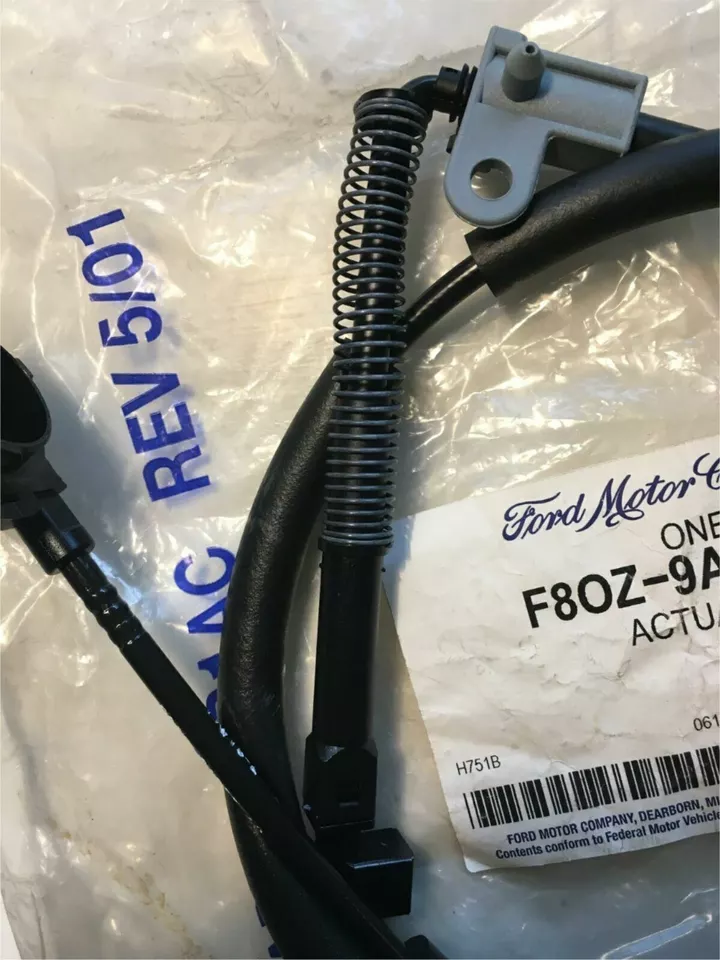 REV 5/01
AC
Ford Motor
ONE
F8OZ-9A
ACTUA
061
H751B
FORD MOTOR COMPANY, DEARBORN,
Contents conform to Federal Motor Vehicle